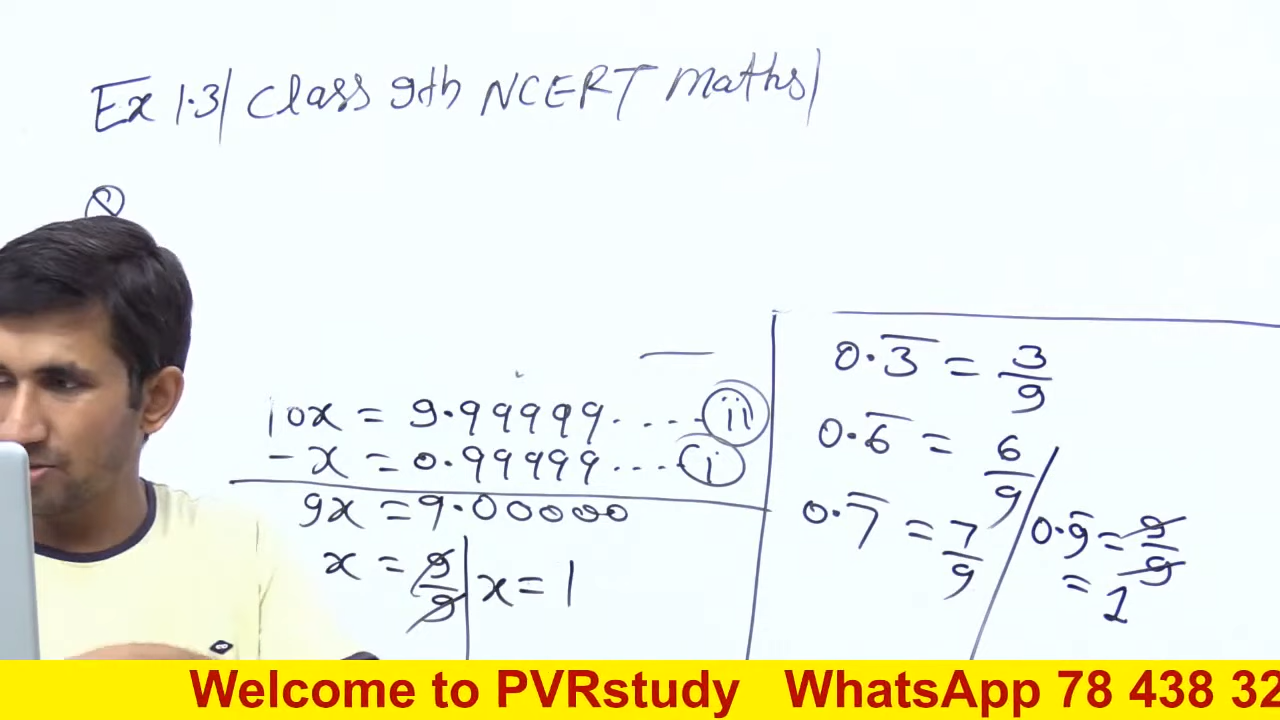 Ex 1.3| Class 9th NCERT Maths|
10x = 9.99999.... (ii)
-x = 0.99999.... (i)
9x = 9.00000
x = 9/9 | x = 1
0.3̅ = 3/9
0.6̅ = 6/9
0.7̅ = 7/9
0.9̅ = 9/9
= 1
Welcome to PVRstudy WhatsApp 78 438 32